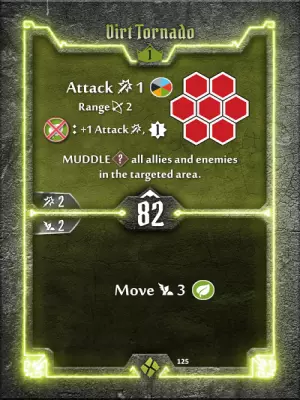 Dirt Tornado
1
Attack 1
Range 2
: +1 Attack , 1
MUDDLE ? all allies and enemies
in the targeted area.
2
82
2
Move 3
125